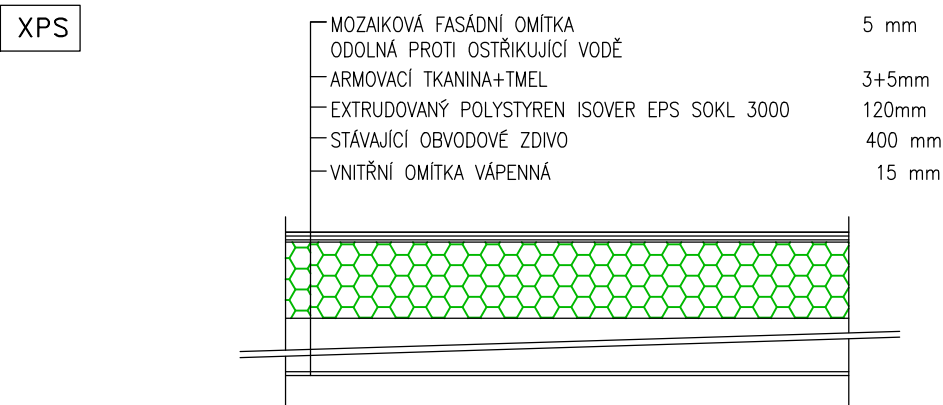 XPS
MOZAIKOVÁ FASÁDNÍ OMÍTKA 5 mm
ODOLNÁ PROTI OSTŘIKUJÍCÍ VODĚ
ARMOVACÍ TKANINA+TMEL 3+5mm
EXTRUDOVANÝ POLYSTYREN ISOVER EPS SOKL 3000 120mm
STÁVAJÍCÍ OBVODOVÉ ZDIVO 400 mm
VNITŘNÍ OMÍTKA VÁPENNÁ 15 mm